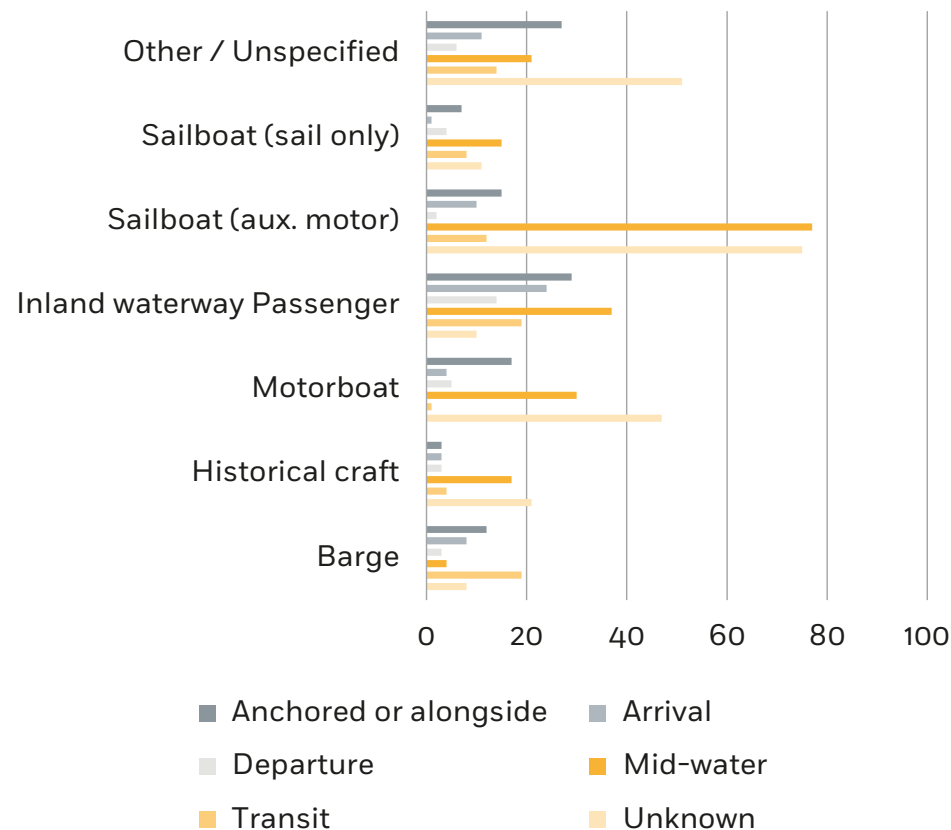 Other / Unspecified
Sailboat (sail only)
Sailboat (aux. motor)
Inland waterway Passenger
Motorboat
Historical craft
Barge
0 20 40 60 80 100
Anchored or alongside Arrival
Departure Mid-water
Transit Unknown